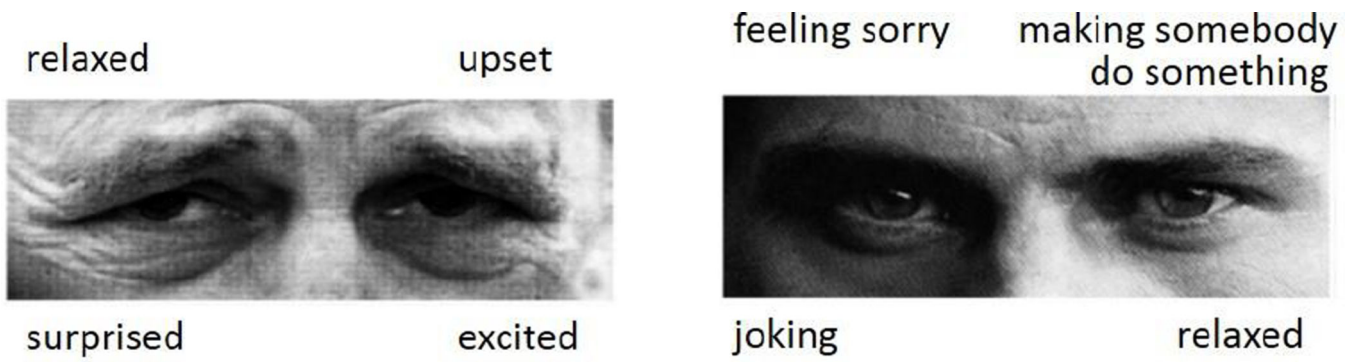 relaxed
upset
surprised
excited
feeling sorry
making somebody
do something
joking
relaxed